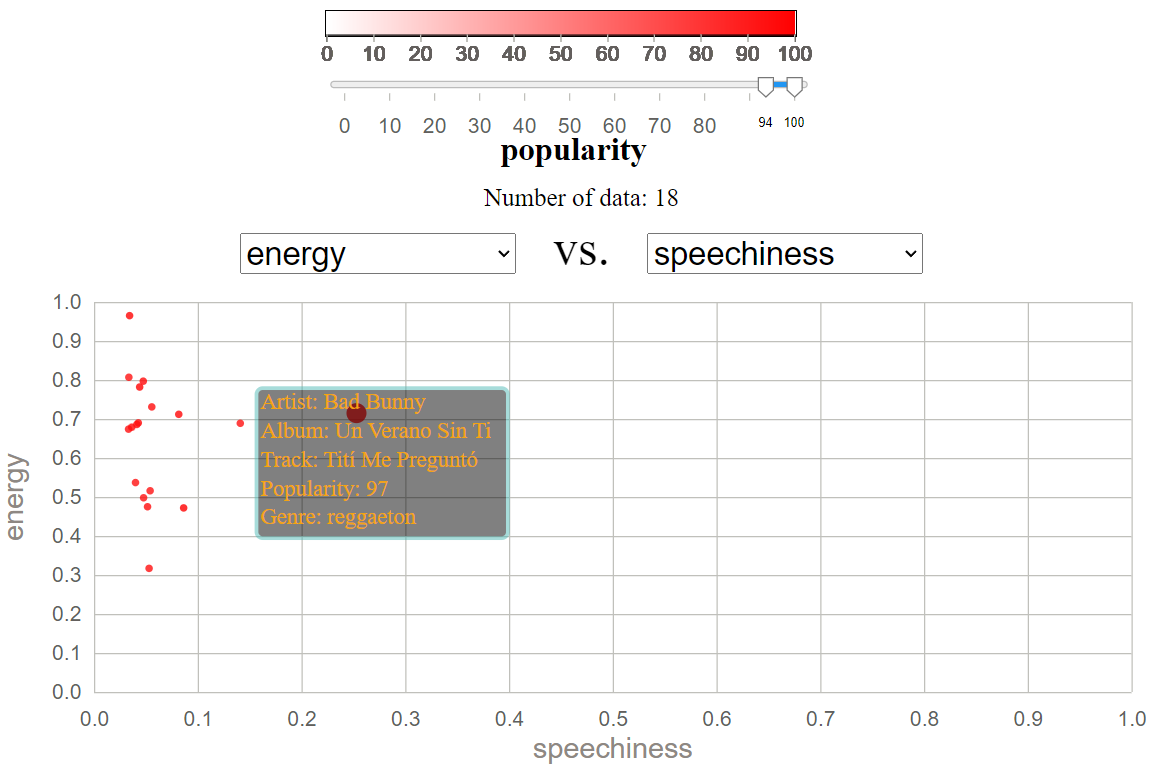 0 10 20 30 40 50 60 70 80 90 100
0 10 20 30 40 50 60 70 80 94 100
popularity
Number of data: 18
energy vs. speechiness
1.0
0.9
0.8
0.7
0.6
0.5
0.4
0.3
0.2
0.1
0.0
energy
Artist: Bad Bunny
Album: Un Verano Sin Ti
Track: Tití Me Preguntó
Popularity: 97
Genre: reggaeton
0.0 0.1 0.2 0.3 0.4 0.5 0.6 0.7 0.8 0.9 1.0
speechiness